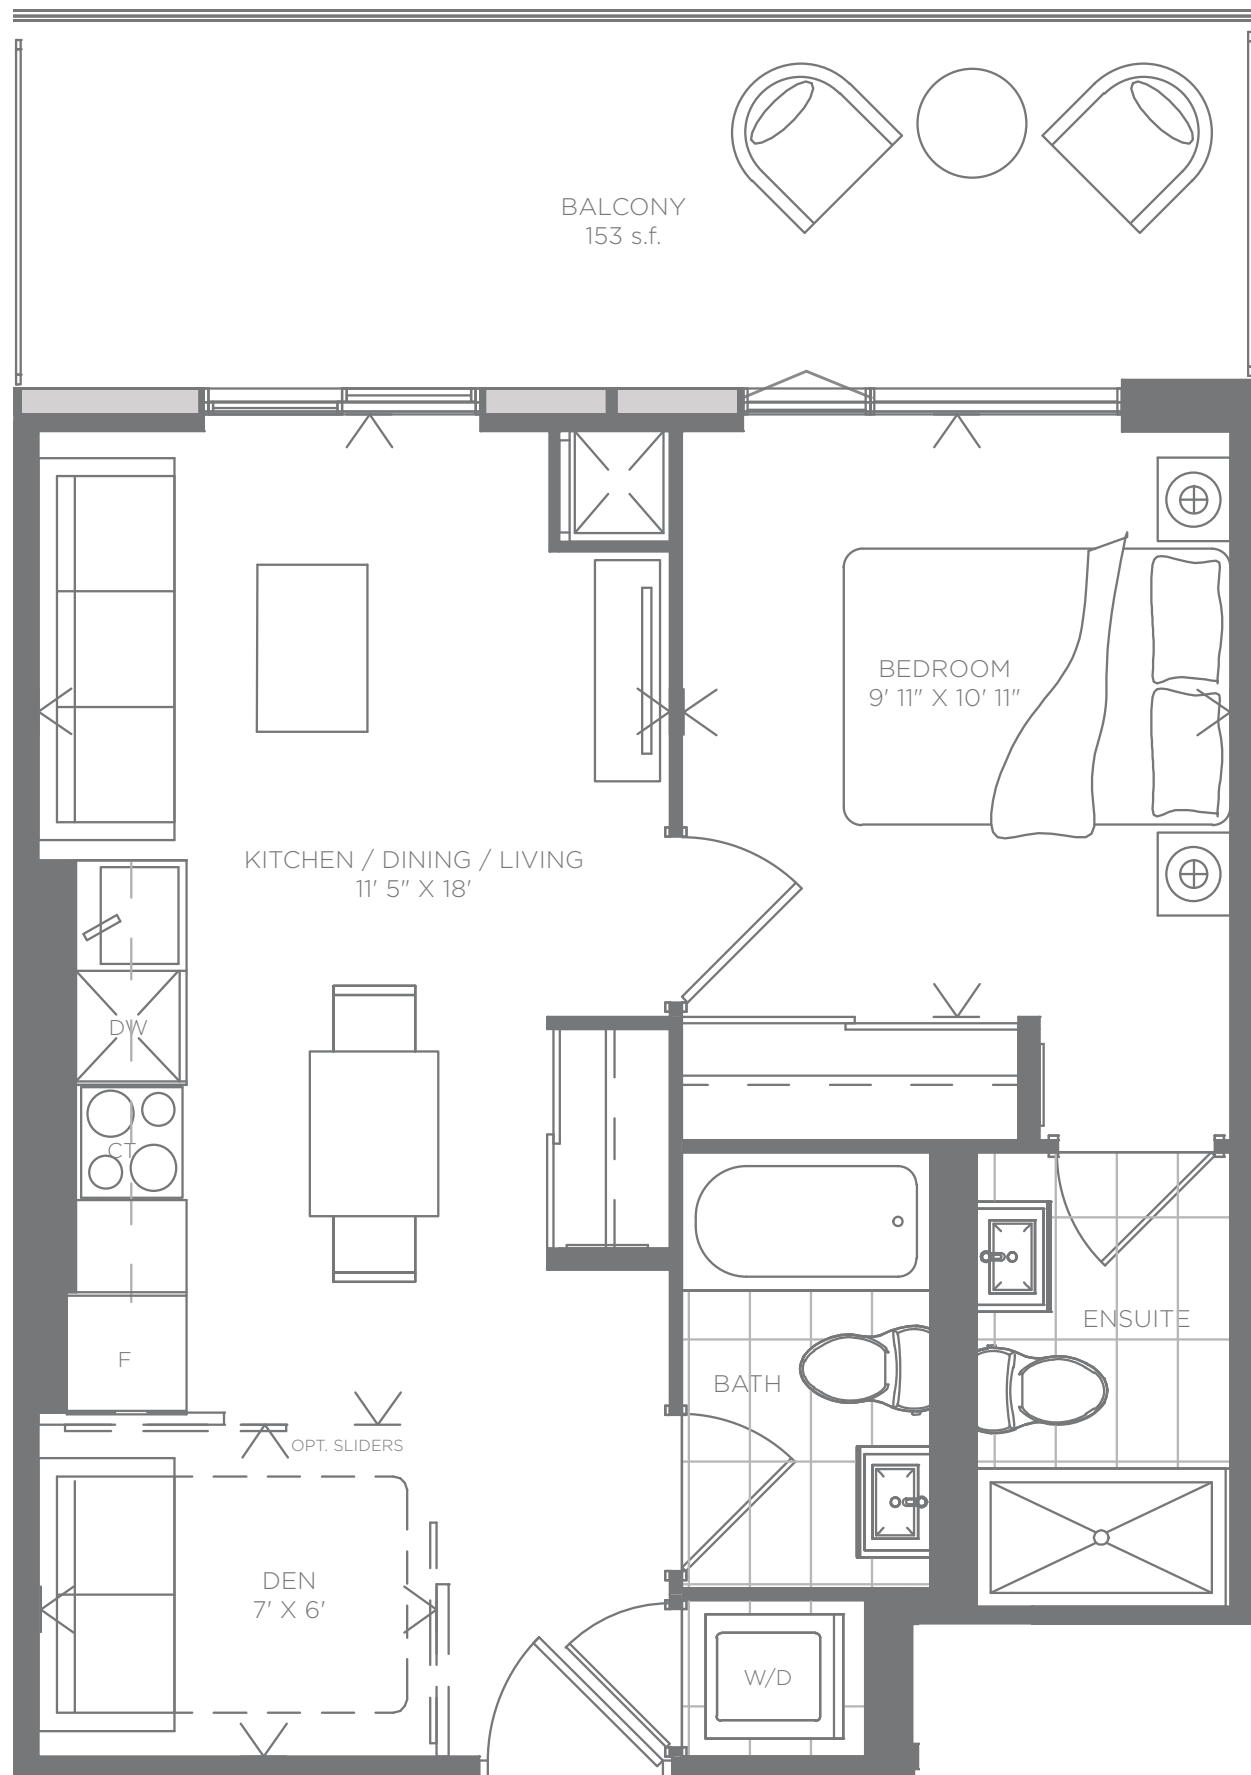 BALCONY
153 s.f.
BEDROOM
9' 11" X 10' 11"
KITCHEN / DINING / LIVING
11' 5" X 18'
DW
CT
ENSUITE
F
BATH
OPT. SLIDERS
DEN
7' X 6'
W/D